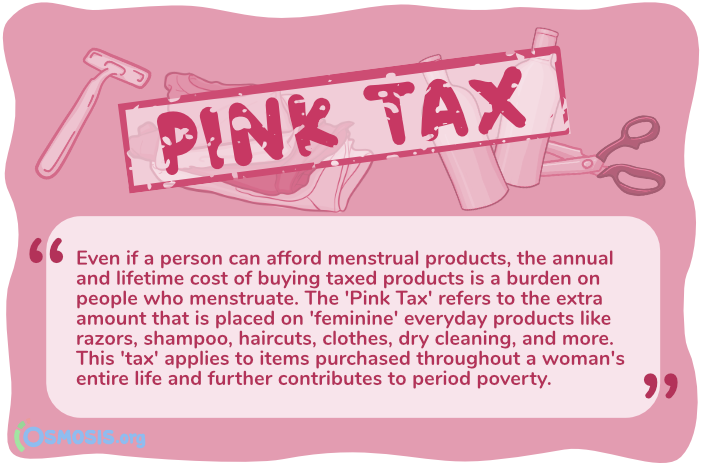 PINK TAX
“
Even if a person can afford menstrual products, the annual
and lifetime cost of buying taxed products is a burden on
people who menstruate. The 'Pink Tax' refers to the extra
amount that is placed on 'feminine' everyday products like
razors, shampoo, haircuts, clothes, dry cleaning, and more.
This 'tax' applies to items purchased throughout a woman's
entire life and further contributes to period poverty.
”
OSMOSIS.org